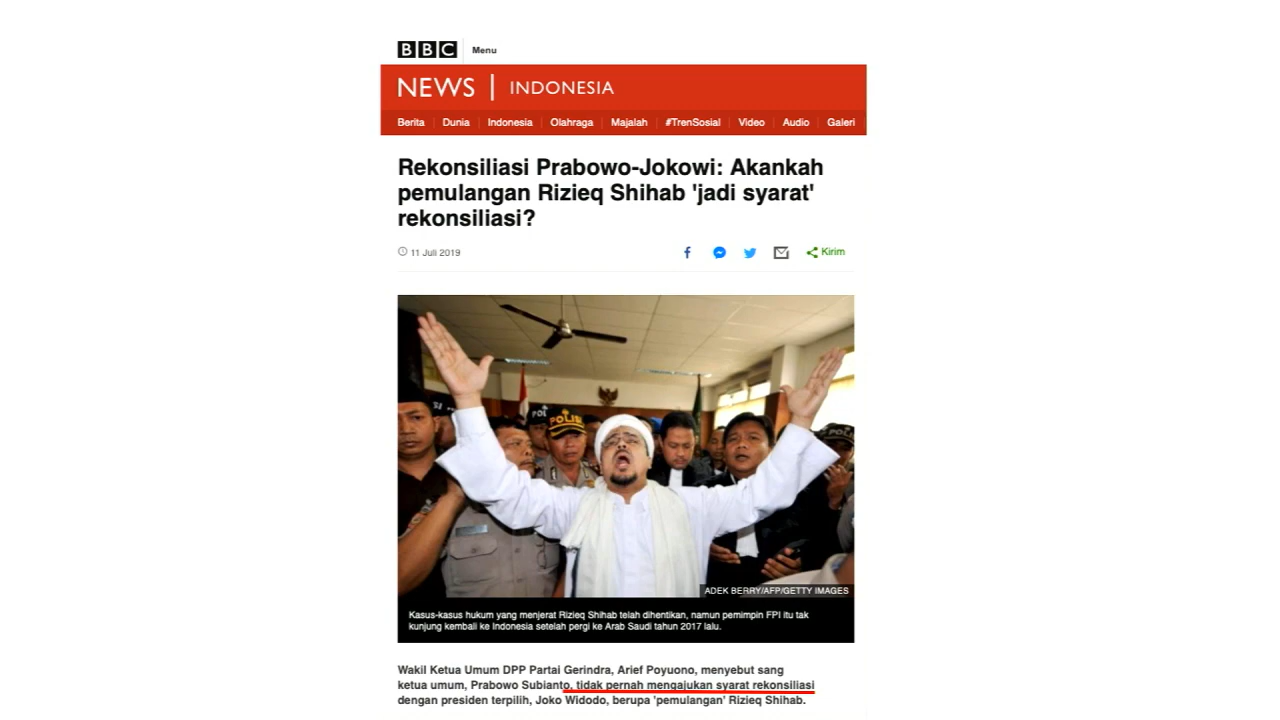 BBC Menu
NEWS | INDONESIA
Berita Dunia Indonesia Olahraga Majalah #TrenSosial Video Audio Galeri
Rekonsiliasi Prabowo-Jokowi: Akankah
pemulangan Rizieq Shihab 'jadi syarat'
rekonsiliasi?
11 Juli 2019 Kirim
POLISI
ADEK BERRY/AFP/GETTY IMAGES
Kasus-kasus hukum yang menjerat Rizieq Shihab telah dihentikan, namun pemimpin FPI itu tak
kunjung kembali ke Indonesia setelah pergi ke Arab Saudi tahun 2017 lalu.
Wakil Ketua Umum DPP Partai Gerindra, Arief Poyuono, menyebut sang
ketua umum, Prabowo Subianto, tidak pernah mengajukan syarat rekonsiliasi
dengan presiden terpilih, Joko Widodo, berupa 'pemulangan' Rizieq Shihab.